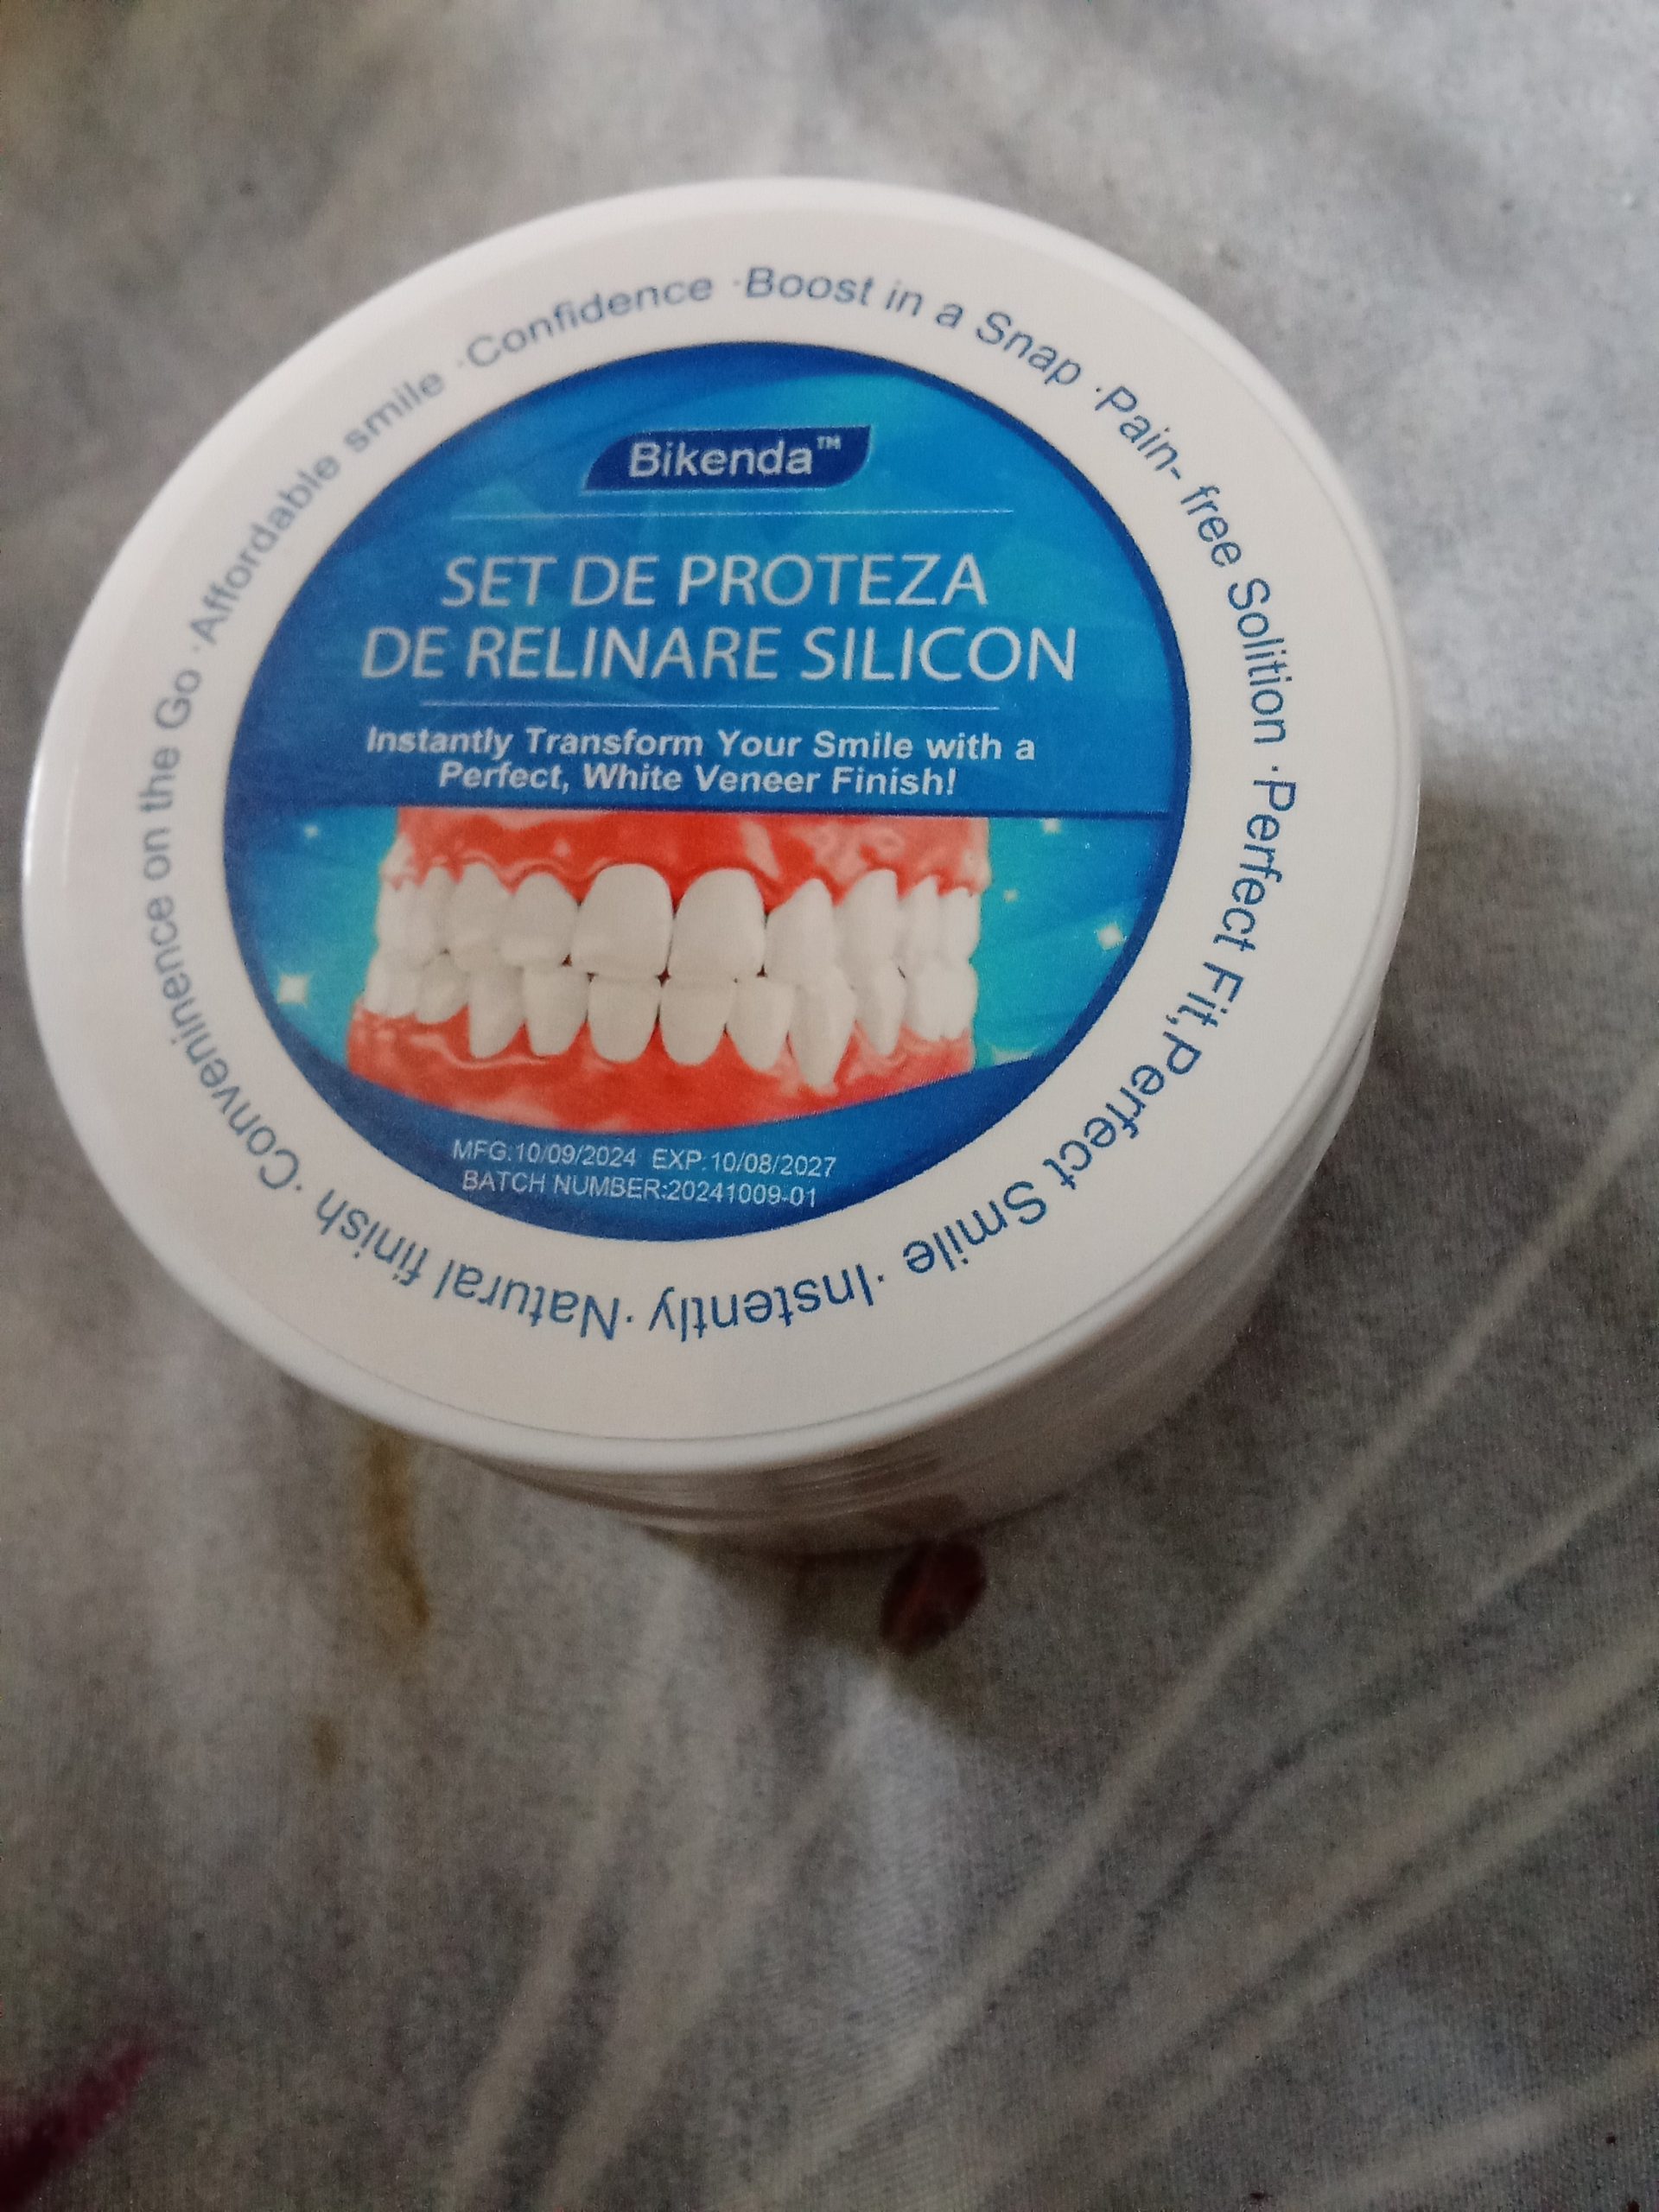 Bikenda™
SET DE PROTEZA
DE RELINARE SILICON
Instantly Transform Your Smile with a
Perfect, White Veneer Finish!
MFG:10/09/2024 EXP:10/08/2027
BATCH NUMBER:20241009-01
·Affordable smile ·Confidence ·Boost in a Snap ·Pain- free Solition ·Perfect Fit,Perfect Smile ·Instently ·Natural finish ·Conveninence on the Go